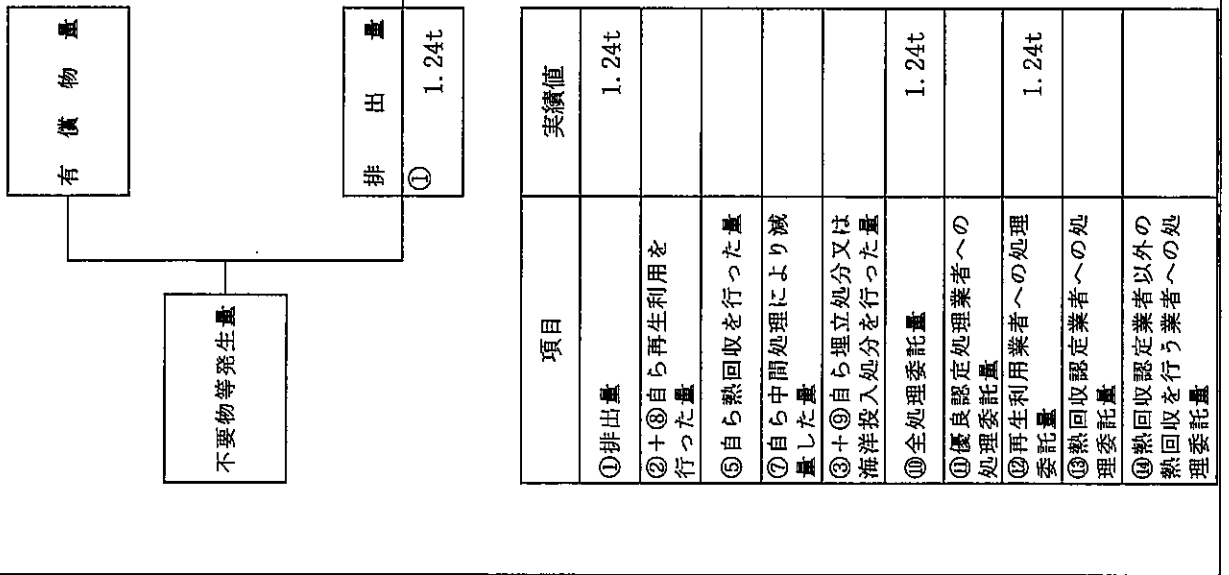 不要物等発生量
有償物量
排出量
① 1.24t
項目 実績値
①排出量 1.24t
②+⑧自ら再生利用を
行った量
⑤自ら熱回収を行った量
⑦自ら中間処理により減
量した量
③+⑨自ら埋立処分又は
海洋投入処分を行った量
⑩全処理委託量 1.24t
⑪優良認定処理業者への
処理委託量
⑫再生利用業者への処理
委託量 1.24t
⑬熱回収認定業者への処
理委託量
⑭熱回収認定業者以外の
熱回収を行う業者への処
理委託量